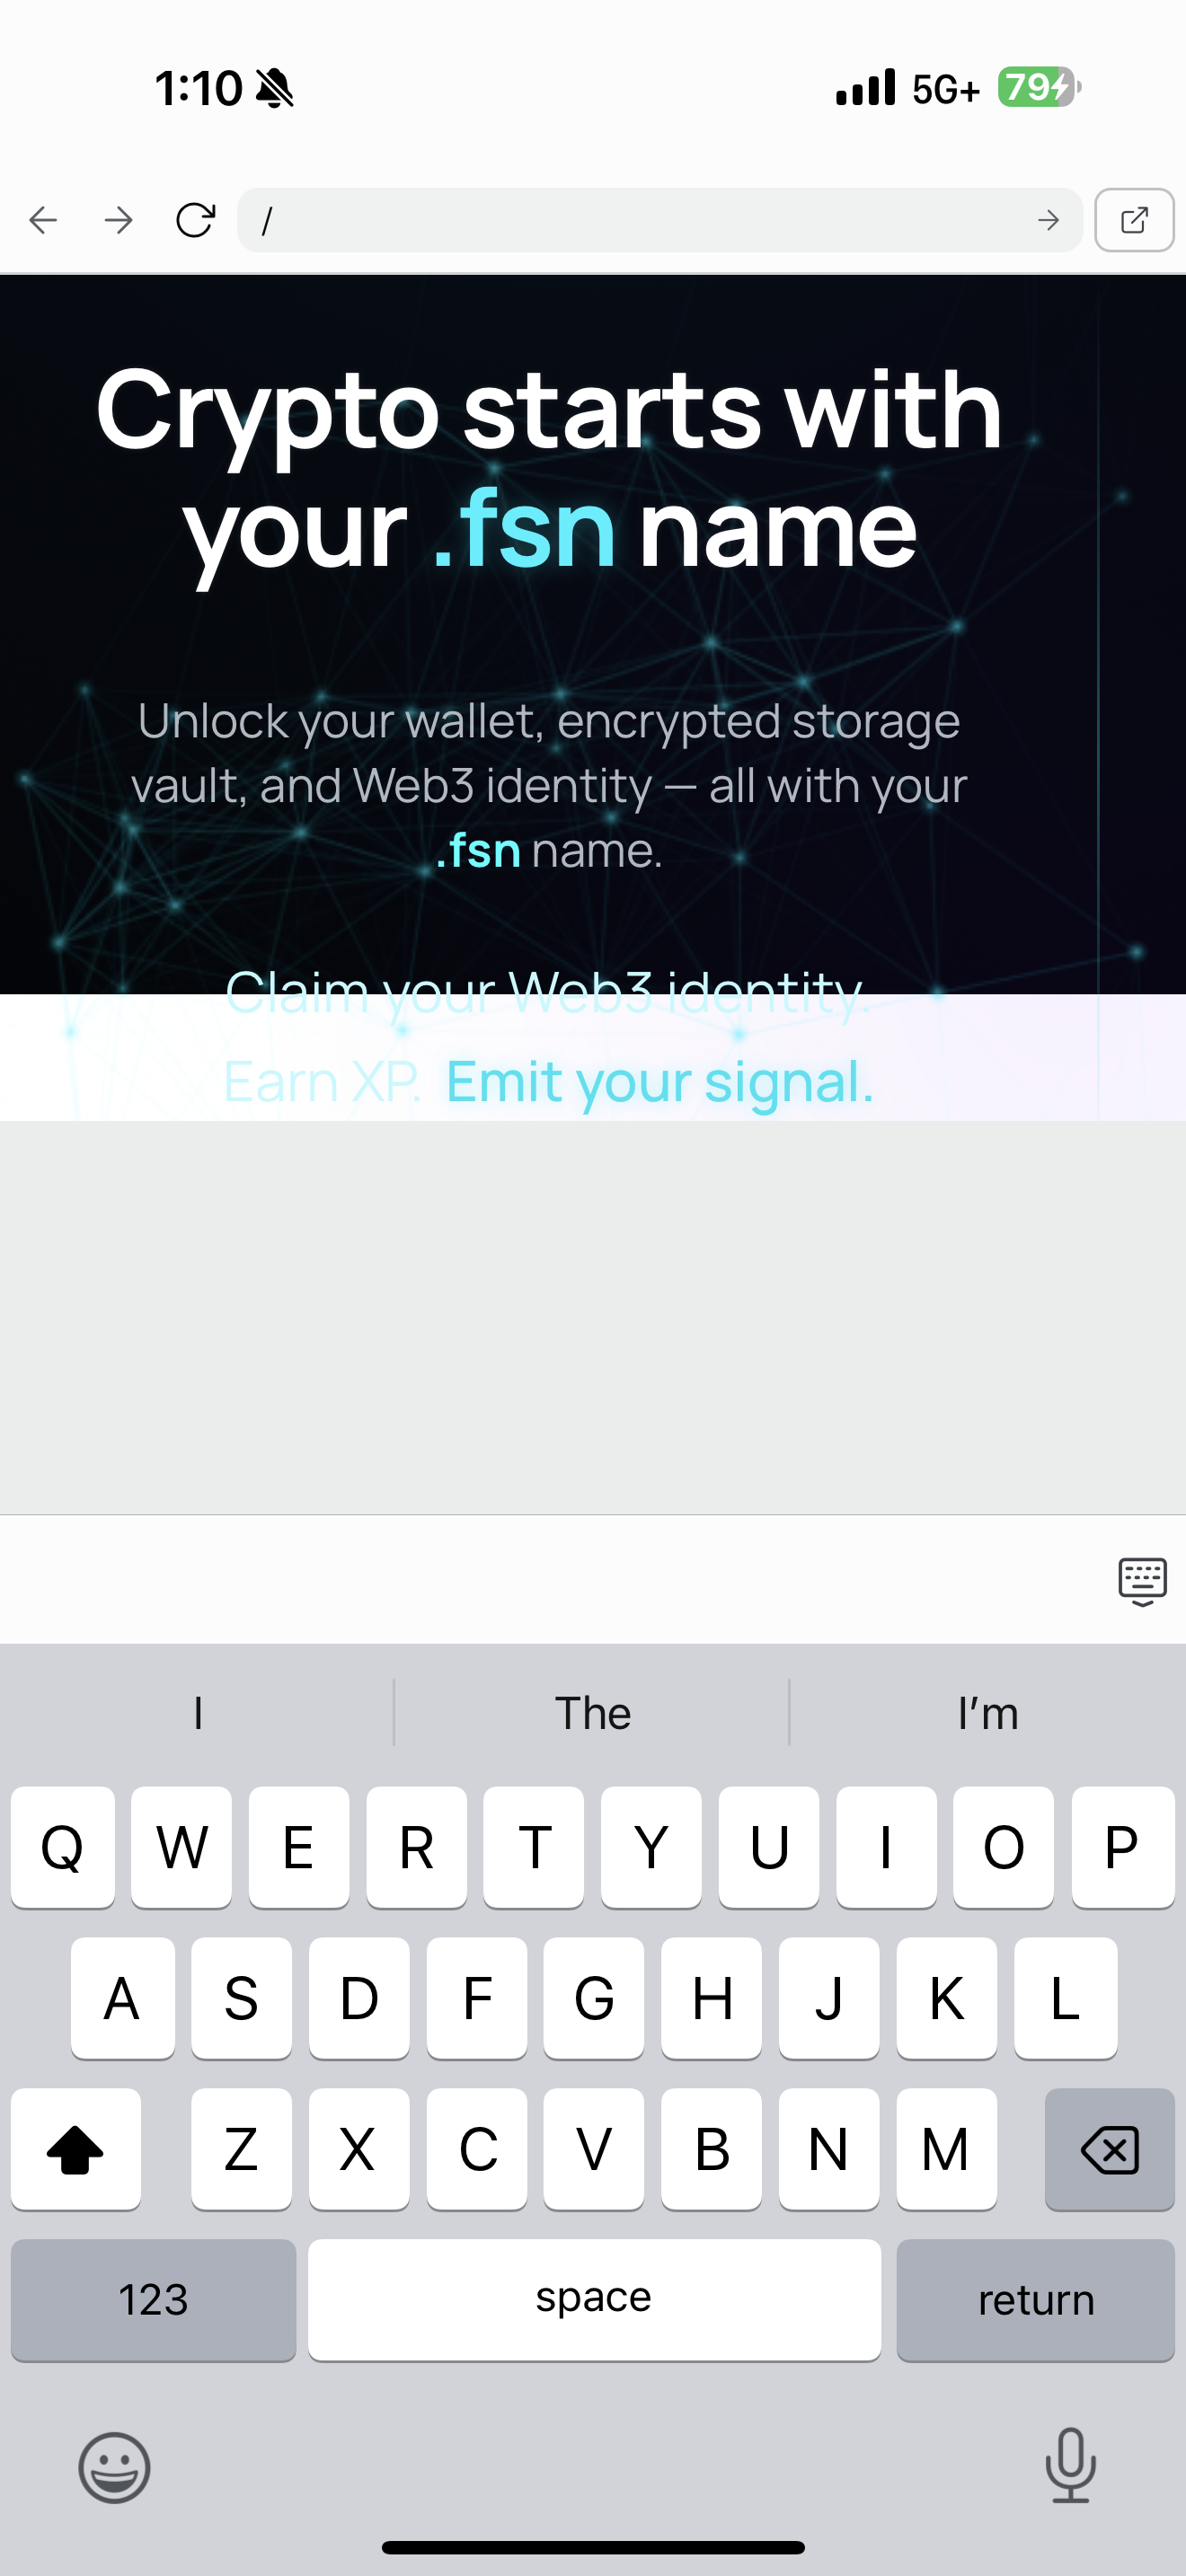 1:10
5G+
79
/
Crypto starts with
your .fsn name
Unlock your wallet, encrypted storage
vault, and Web3 identity — all with your
.fsn name.
Claim your Web3 identity.
Earn XP. Emit your signal.
I The I’m
Q W E R T Y U I O P
A S D F G H J K L
Z X C V B N M
123 space return